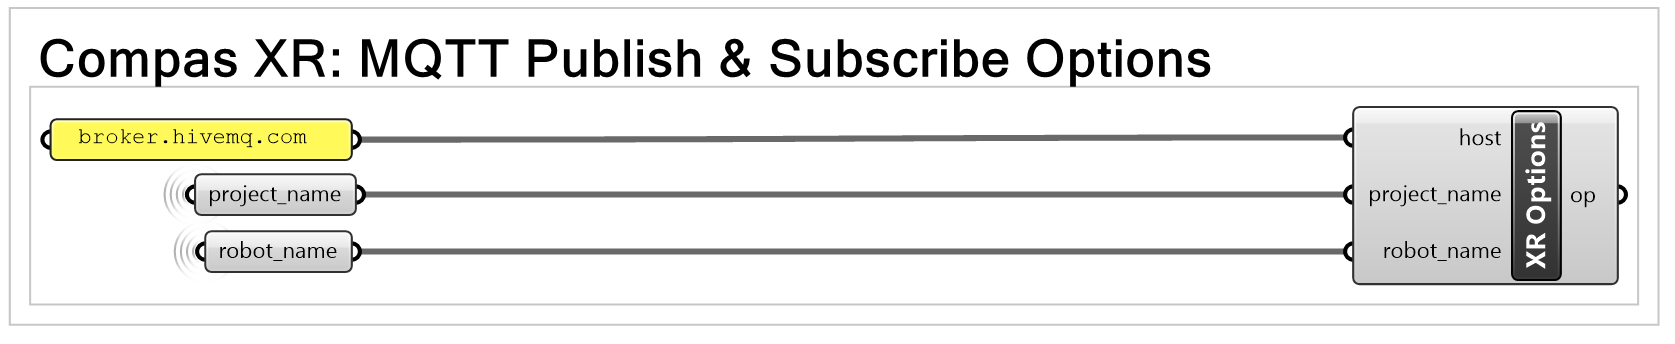 Compas XR: MQTT Publish & Subscribe Options
broker.hivemq.com
project_name
robot_name
host
project_name
robot_name
XR Options
op